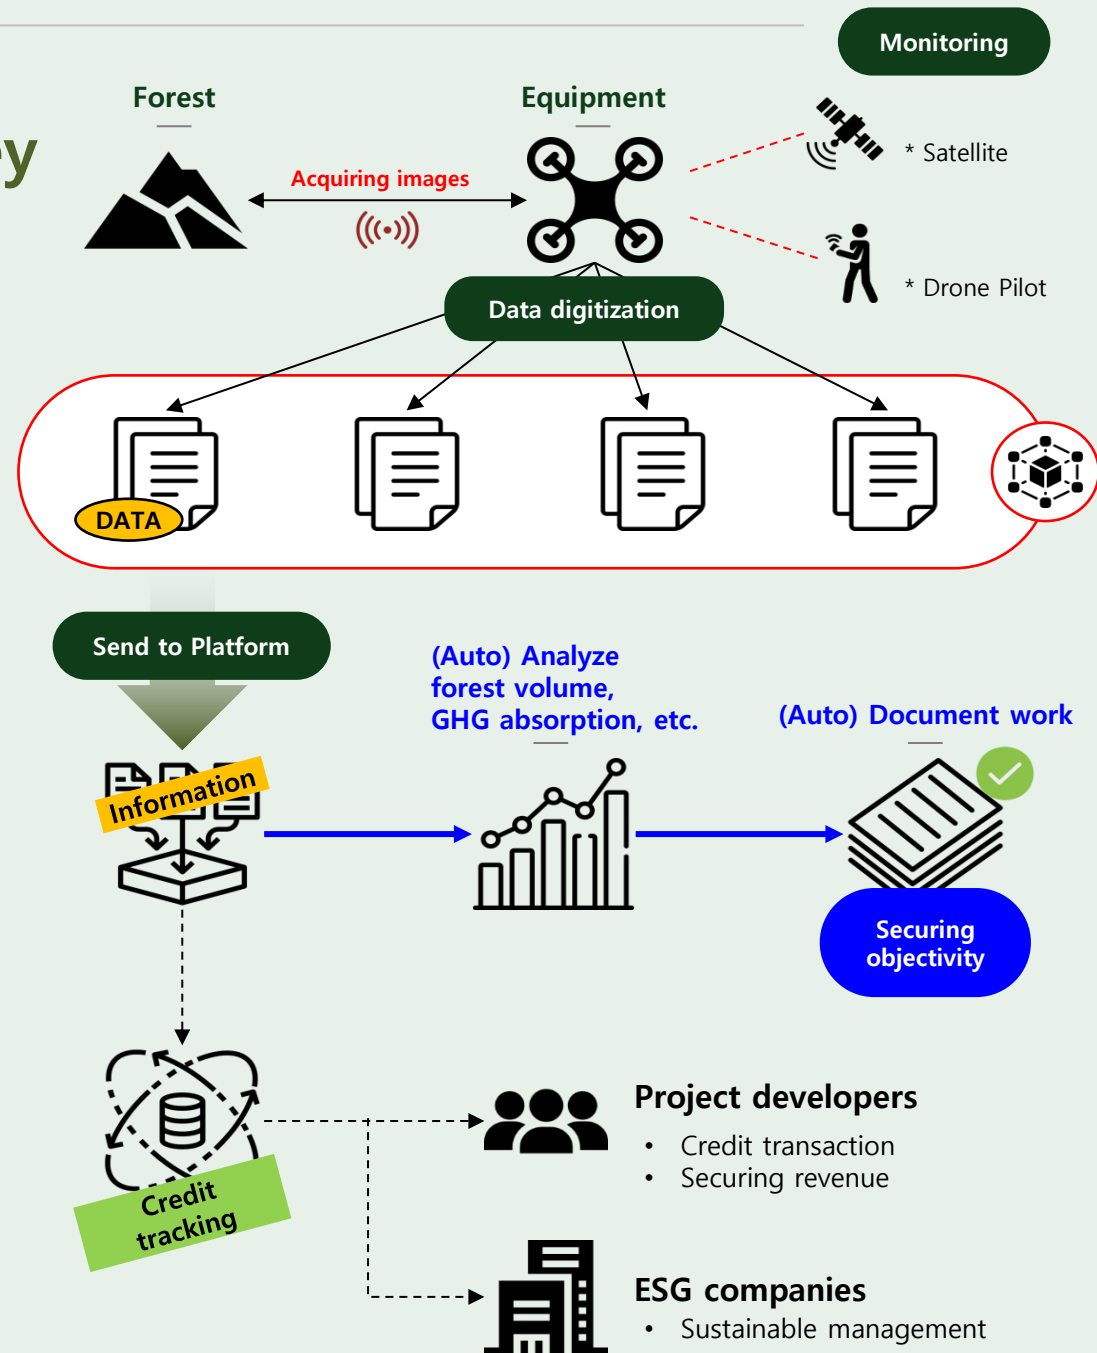 Monitoring
Forest
Equipment
ey
Acquiring images
* Satellite
* Drone Pilot
Data digitization
DATA
Send to Platform
(Auto) Analyze
forest volume,
GHG absorption, etc.
(Auto) Document work
Information
Securing
objectivity
Credit
tracking
Project developers
• Credit transaction
• Securing revenue
ESG companies
• Sustainable management